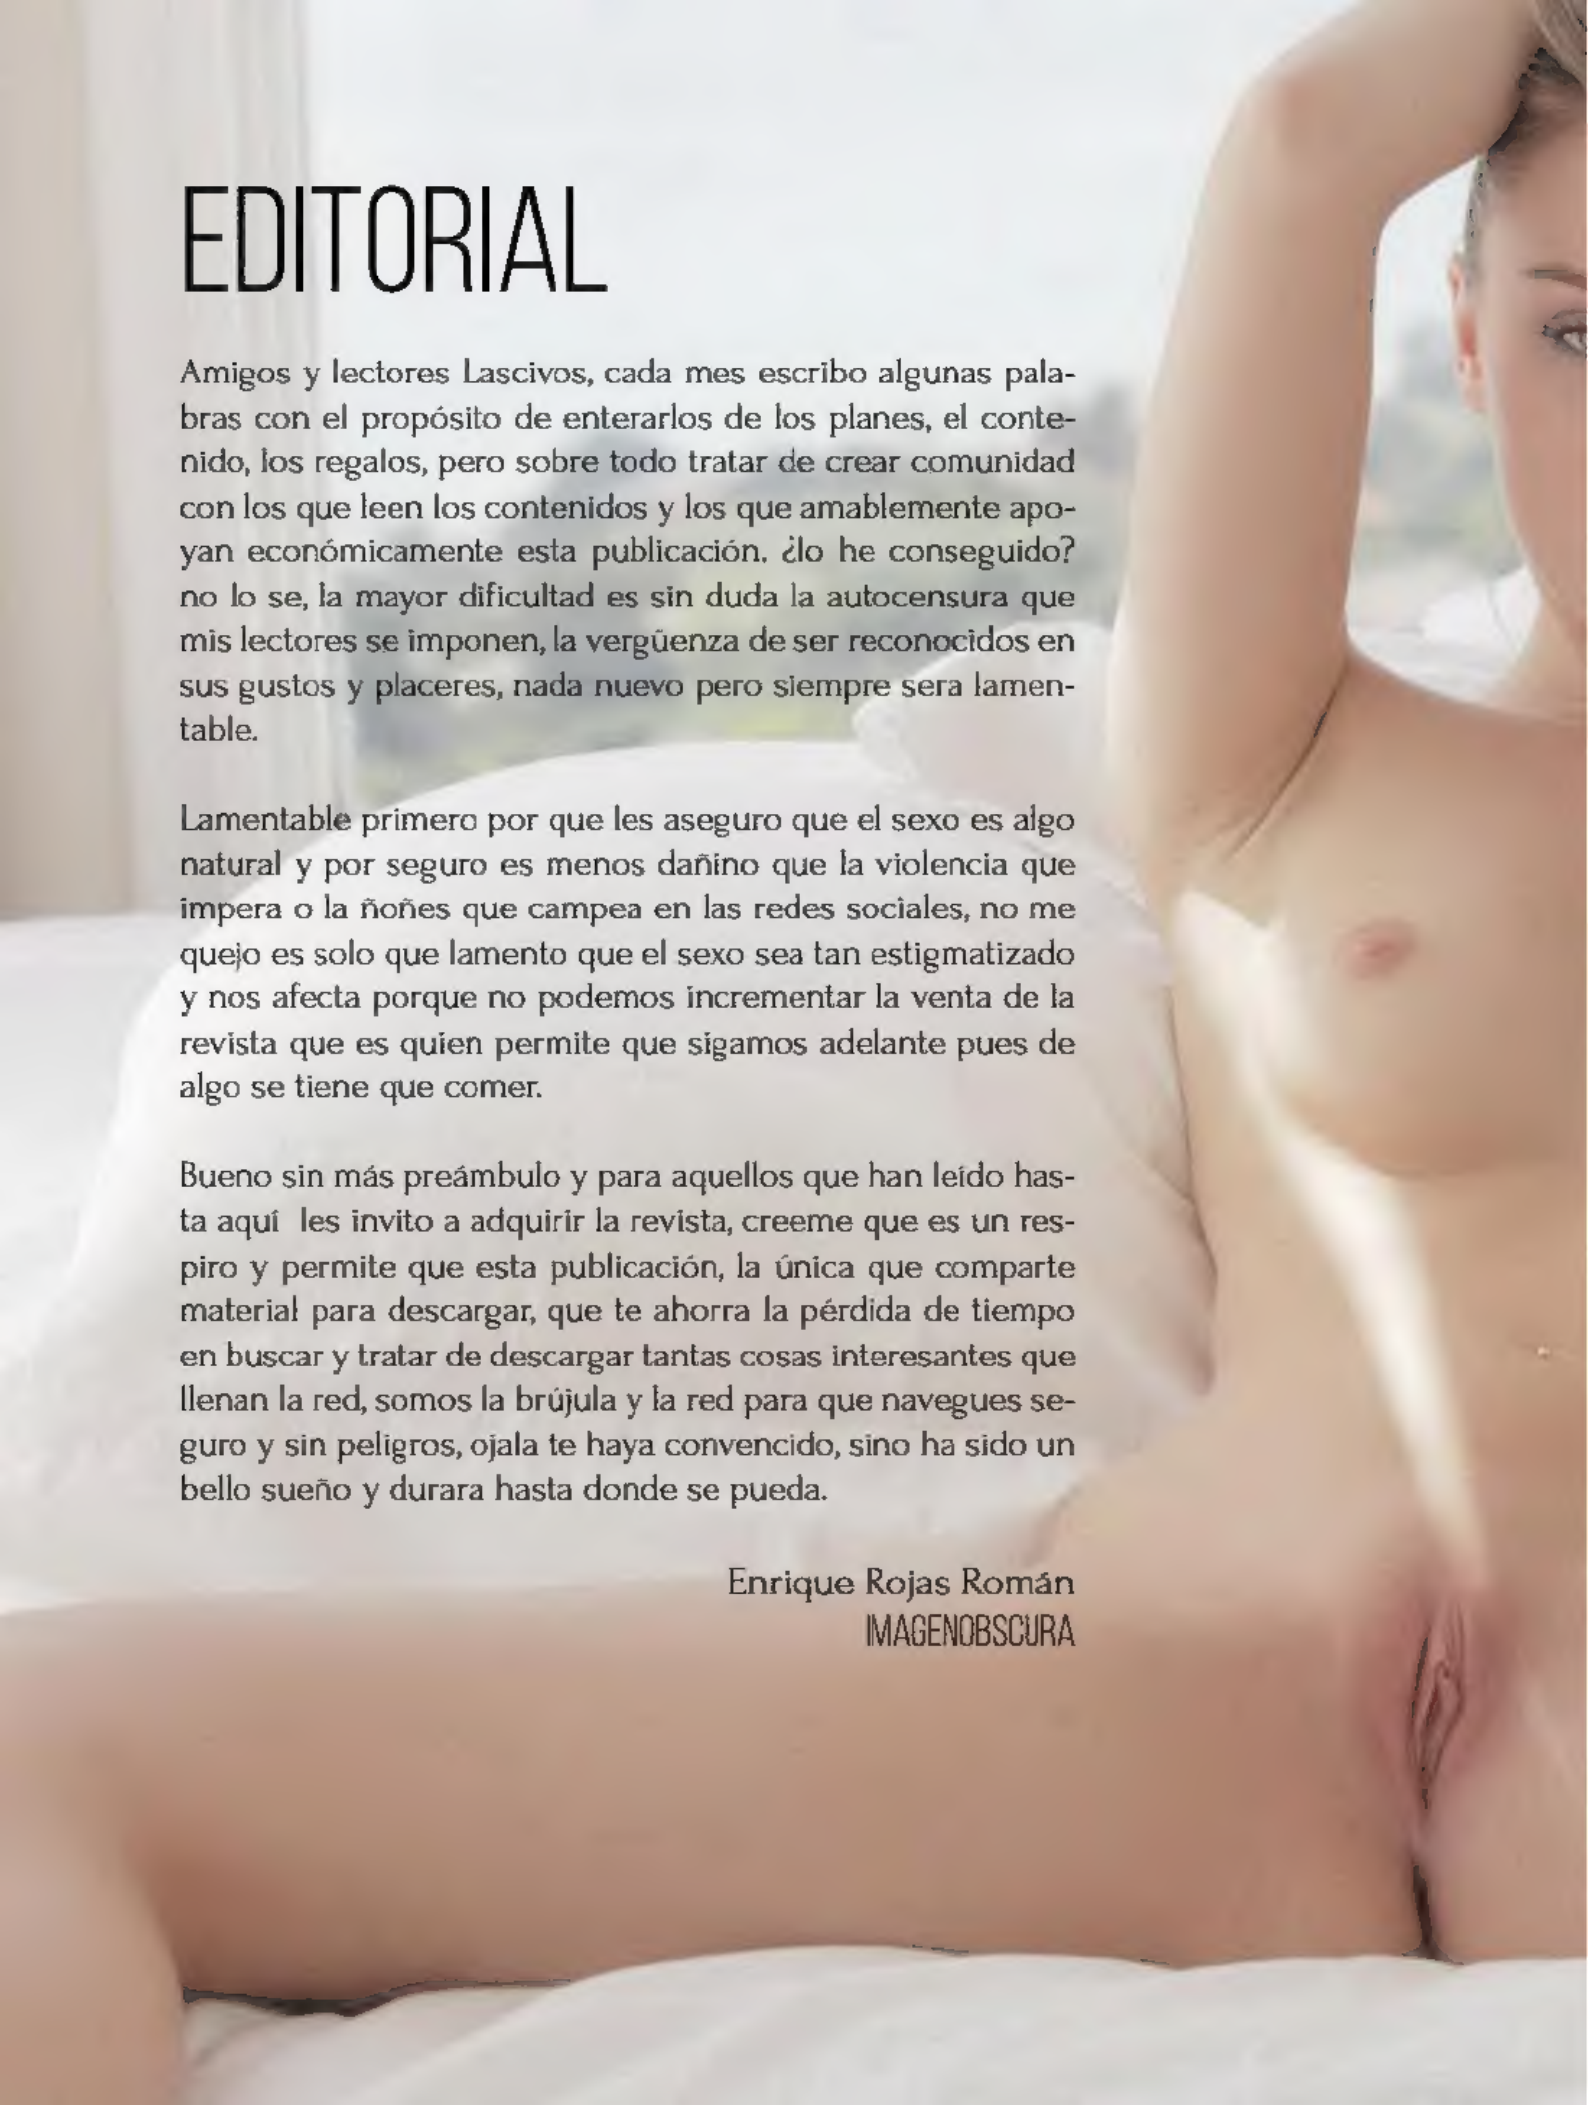 EDITORIAL
Amigos y lectores Lascivos, cada mes escribo algunas pala-
bras con el propósito de enterarlos de los planes, el conte-
nido, los regalos, pero sobre todo tratar de crear comunidad
con los que leen los contenidos y los que amablemente apo-
yan económicamente esta publicación. ¿lo he conseguido?
no lo se, la mayor dificultad es sin duda la autocensura que
mis lectores se imponen, la vergüenza de ser reconocidos en
sus gustos y placeres, nada nuevo pero siempre sera lamen-
table.
Lamentable primero por que les aseguro que el sexo es algo
natural y por seguro es menos dañino que la violencia que
impera o la ñoñes que campea en las redes sociales, no me
quejo es solo que lamento que el sexo sea tan estigmatizado
y nos afecta porque no podemos incrementar la venta de la
revista que es quien permite que sigamos adelante pues de
algo se tiene que comer.
Bueno sin más preámbulo y para aquellos que han leído has-
ta aquí les invito a adquirir la revista, creeme que es un res-
piro y permite que esta publicación, la única que comparte
material para descargar, que te ahorra la pérdida de tiempo
en buscar y tratar de descargar tantas cosas interesantes que
llenan la red, somos la brújula y la red para que navegues se-
guro y sin peligros, ojala te haya convencido, sino ha sido un
bello sueño y durara hasta donde se pueda.
Enrique Rojas Román
IMAGENOBSCURA